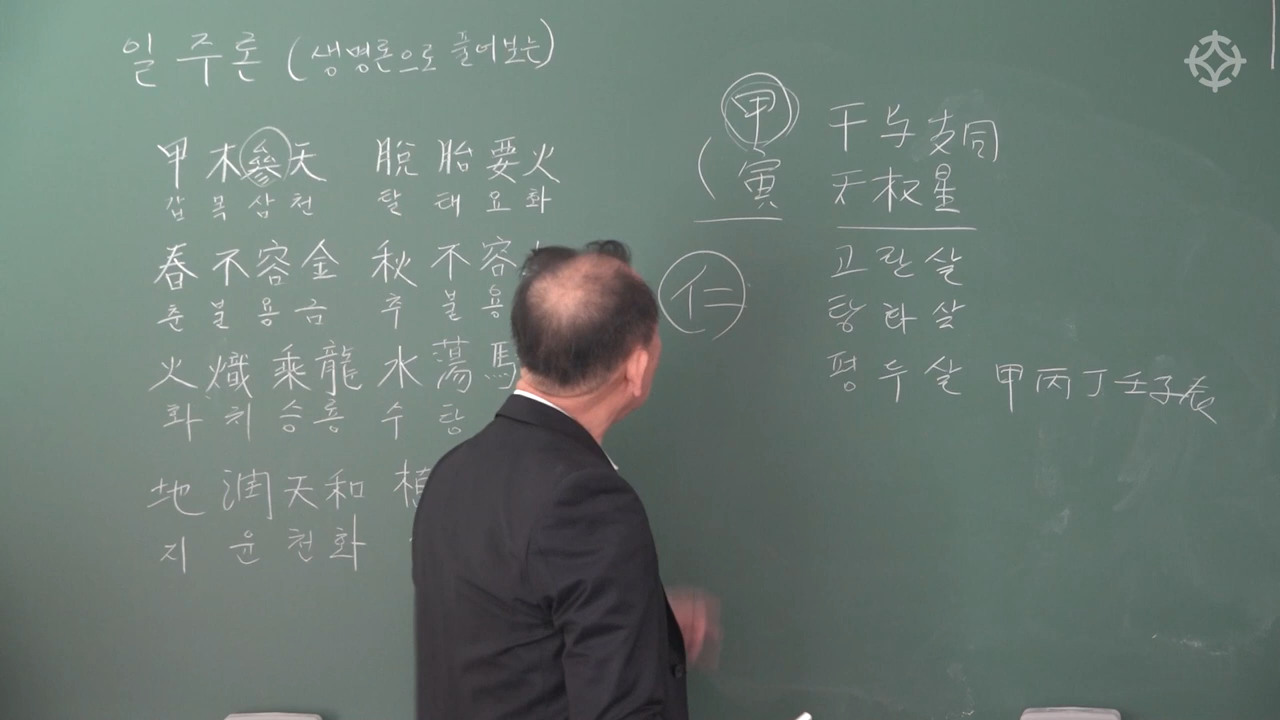 일주론 (생명론으로 풀어보는)
甲木參天 脫胎要火
갑목삼천 탈태요화
春不容金 秋不容
춘불용금 추불용
火熾乘龍 水蕩馬
화치승룡 수탕
地潤天和 植
지윤천화
甲
寅
仁
干与支同
天权星
고란살
탕화살
평두살 甲丙丁壬子辰